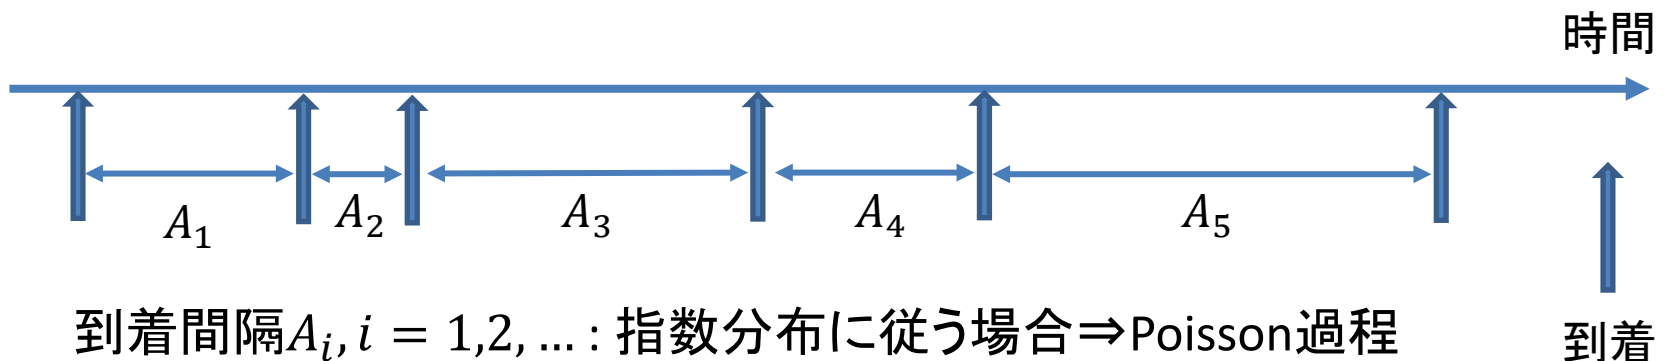 時間
A₁ A₂ A₃ A₄ A₅
到着間隔Aᵢ, i = 1,2, … : 指数分布に従う場合⇒Poisson過程
到着